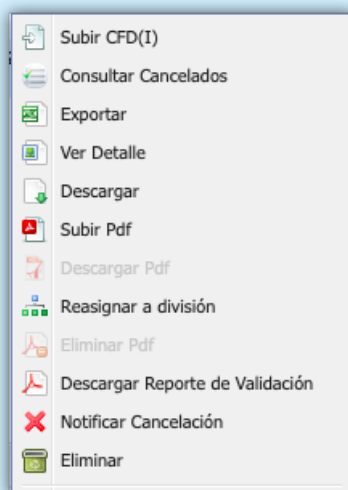 Subir CFD(I)
Consultar Cancelados
Exportar
Ver Detalle
Descargar
Subir Pdf
Descargar Pdf
Reasignar a división
Eliminar Pdf
Descargar Reporte de Validación
Notificar Cancelación
Eliminar